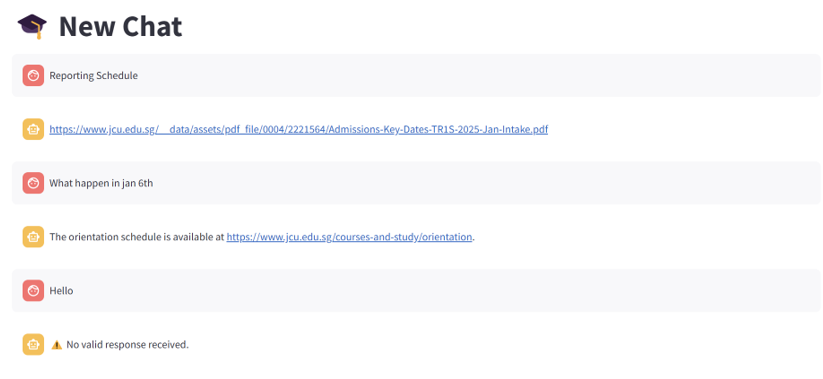 New Chat
Reporting Schedule
https://www.jcu.edu.sg/__data/assets/pdf_file/0004/2221564/Admissions-Key-Dates-TR1S-2025-Jan-Intake.pdf
What happen in jan 6th
The orientation schedule is available at https://www.jcu.edu.sg/courses-and-study/orientation.
Hello
No valid response received.